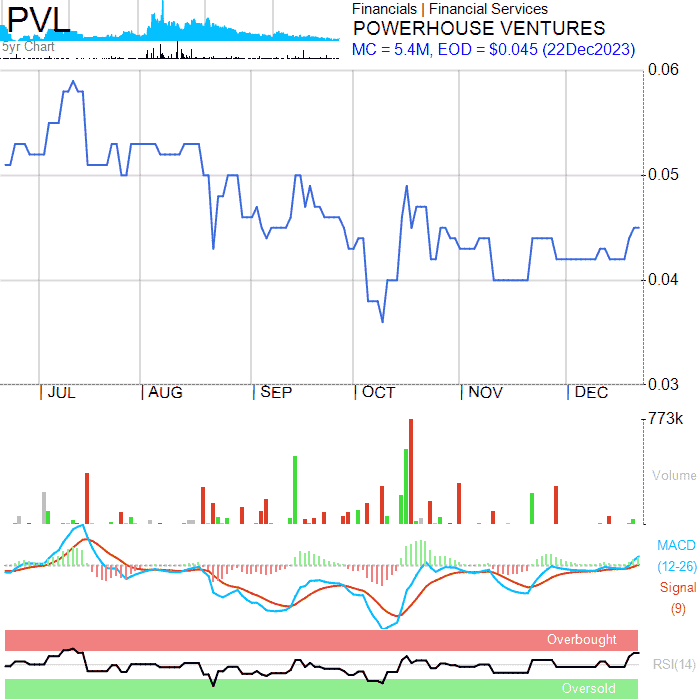 PVL
5yr Chart
Financials | Financial Services
POWERHOUSE VENTURES
MC = 5.4M, EOD = $0.045 (22Dec2023)
0.06
0.05
0.04
0.03
JUL
AUG
SEP
OCT
NOV
DEC
773k
Volume
MACD
(12-26)
Signal
(9)
Overbought
RSI(14)
Oversold